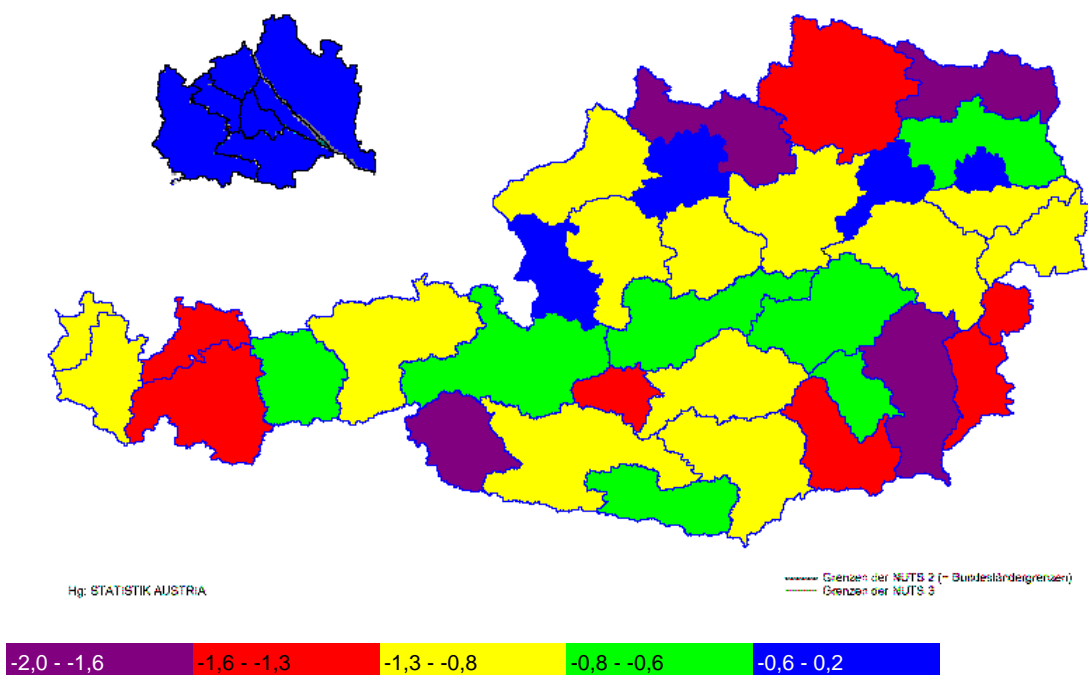 Hg: STATISTIK AUSTRIA
Grenzen der NUTS 2 (= Bundesländergrenzen)
Grenzen der NUTS 3
-2,0 - -1,6 -1,6 - -1,3 -1,3 - -0,8 -0,8 - -0,6 -0,6 - 0,2